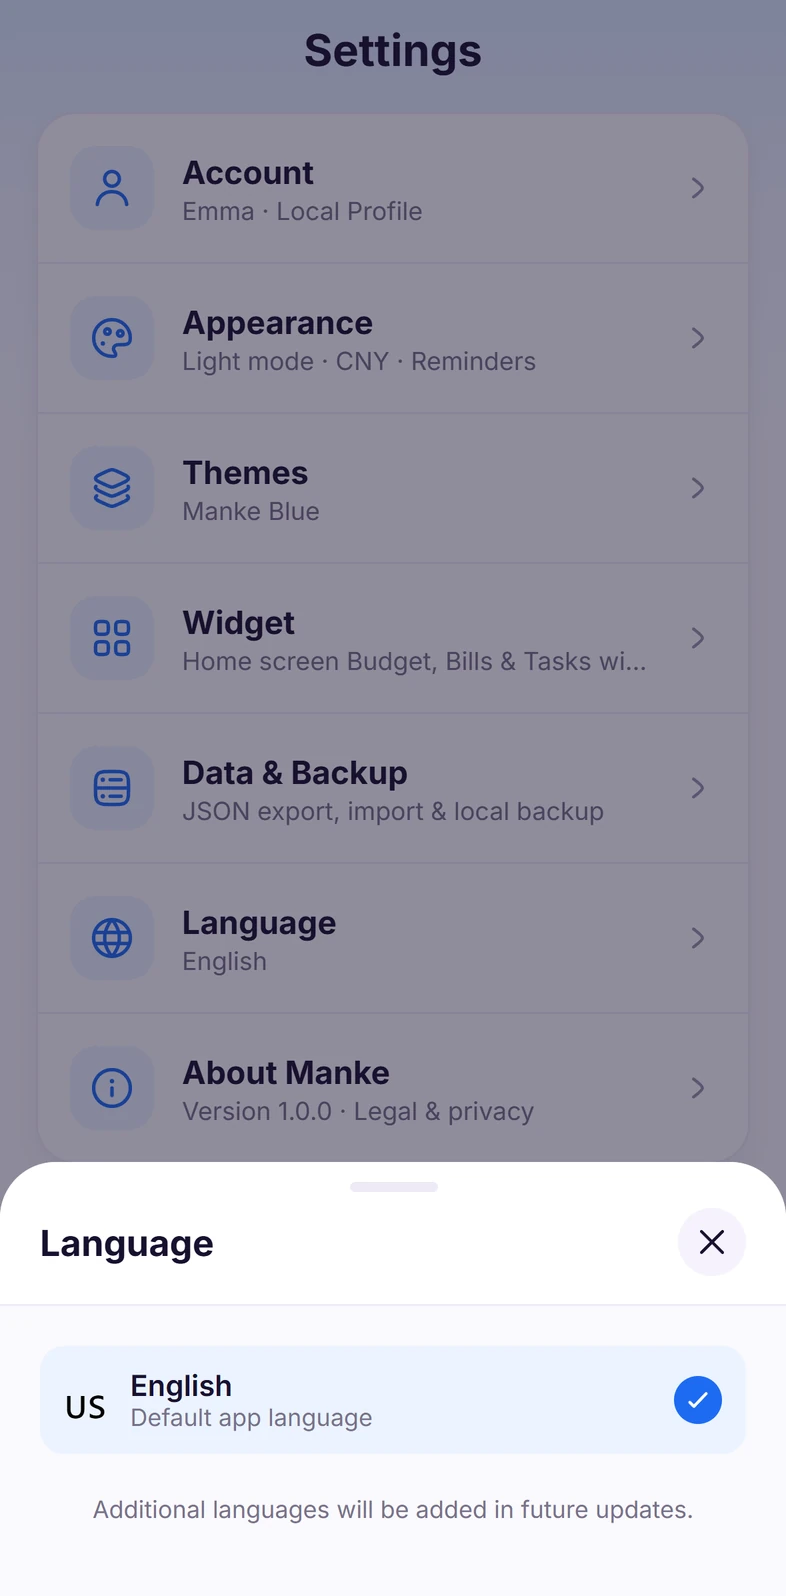 Settings
Account
Emma · Local Profile
Appearance
Light mode · CNY · Reminders
Themes
Manke Blue
Widget
Home screen Budget, Bills & Tasks wi...
Data & Backup
JSON export, import & local backup
Language
English
About Manke
Version 1.0.0 · Legal & privacy
Language
US
English
Default app language
Additional languages will be added in future updates.